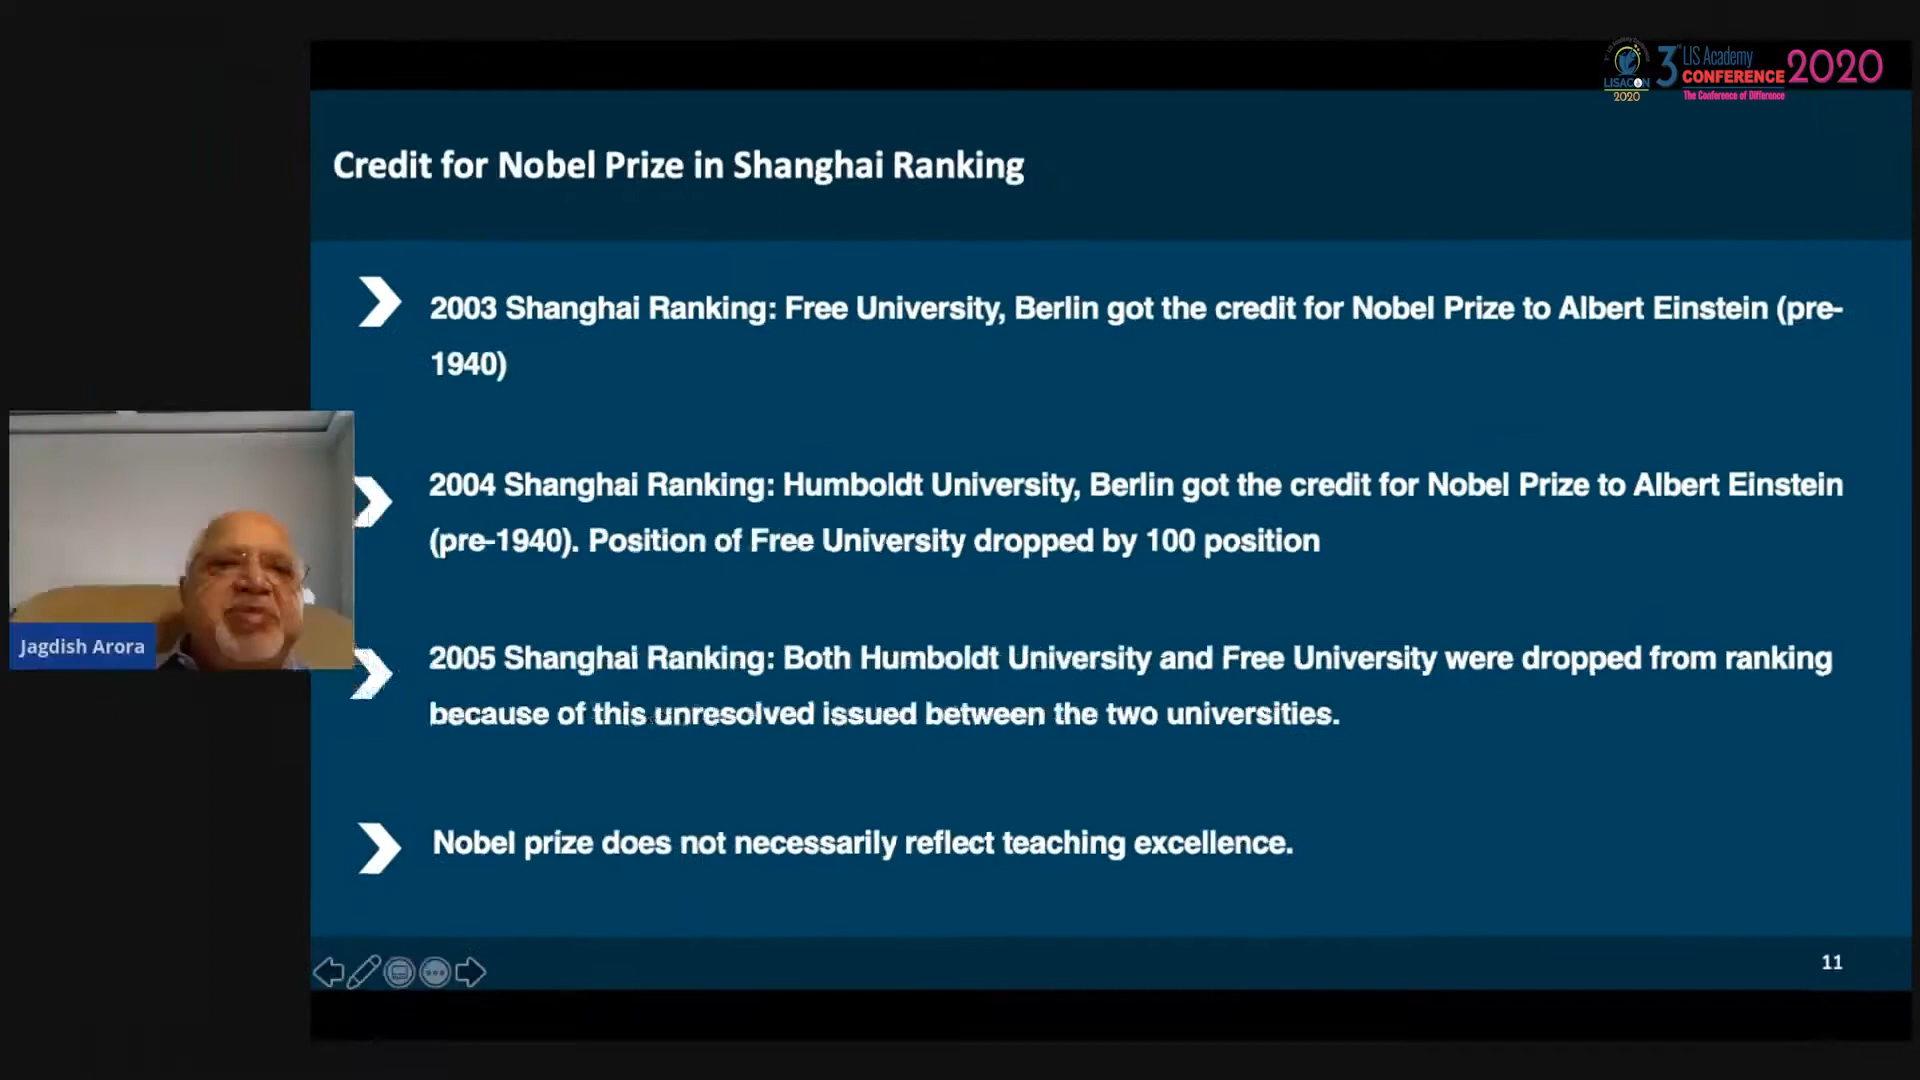 LISACON
2020
3rd LIS Academy
CONFERENCE 2020
The Conference of Difference
Credit for Nobel Prize in Shanghai Ranking
2003 Shanghai Ranking: Free University, Berlin got the credit for Nobel Prize to Albert Einstein (pre-
1940)
2004 Shanghai Ranking: Humboldt University, Berlin got the credit for Nobel Prize to Albert Einstein
(pre-1940). Position of Free University dropped by 100 position
Jagdish Arora
2005 Shanghai Ranking: Both Humboldt University and Free University were dropped from ranking
because of this unresolved issued between the two universities.
Nobel prize does not necessarily reflect teaching excellence.
11